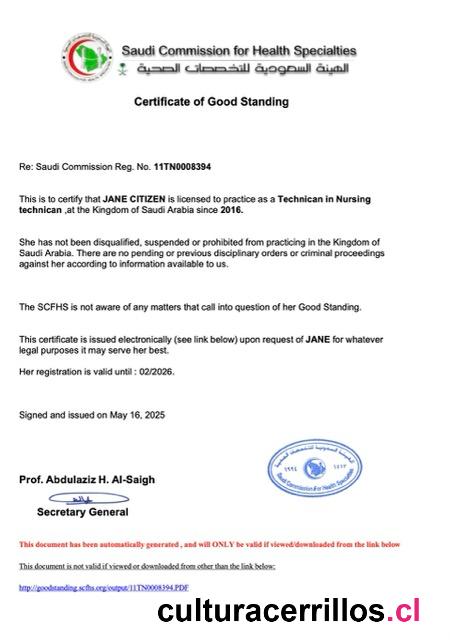 Saudi Commission for Health Specialties
الهيئة السعودية للتخصصات الصحية
Certificate of Good Standing
Re: Saudi Commission Reg. No. 11TN0008394
This is to certify that JANE CITIZEN is licensed to practice as a Technican in Nursing
technican ,at the Kingdom of Saudi Arabia since 2016.
She has not been disqualified, suspended or prohibited from practicing in the Kingdom of
Saudi Arabia. There are no pending or previous disciplinary orders or criminal proceedings
against her according to information available to us.
The SCFHS is not aware of any matters that call into question of her Good Standing.
This certificate is issued electronically (see link below) upon request of JANE for whatever
legal purposes it may serve her best.
Her registration is valid until : 02/2026.
Signed and issued on May 16, 2025
الهيئة السعودية للتخصصات الصحية
١٩٩٤ ١٤١٣
Saudi Commission For Health Specialties
Prof. Abdulaziz H. Al-Saigh
Secretary General
This document has been automatically generated , and will ONLY be valid if viewed/downloaded from the link below
This document is not valid if viewed or downloaded from other than the link below:
http://goodstanding.scfhs.org/output/11TN0008394.PDF
culturacerrillos.cl